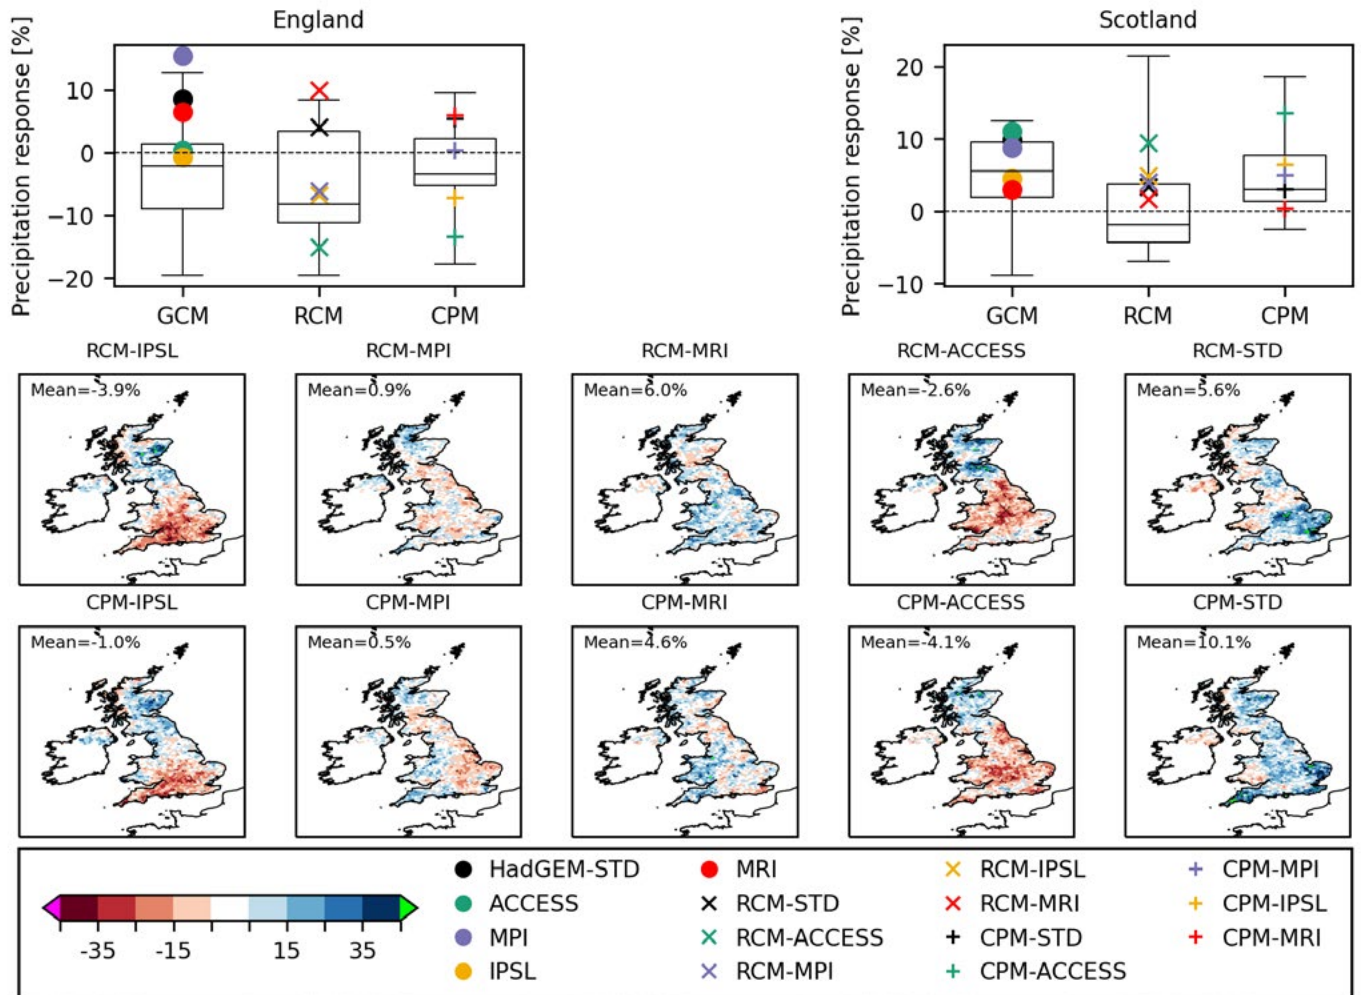 England
Scotland
Precipitation response [%]
10
0
−10
−20
GCM RCM CPM
Precipitation response [%]
20
10
0
−10
GCM RCM CPM
RCM-IPSL RCM-MPI RCM-MRI RCM-ACCESS RCM-STD
Mean=-3.9% Mean=0.9% Mean=6.0% Mean=-2.6% Mean=5.6%
CPM-IPSL CPM-MPI CPM-MRI CPM-ACCESS CPM-STD
Mean=-1.0% Mean=0.5% Mean=4.6% Mean=-4.1% Mean=10.1%
-35 -15 15 35
HadGEM-STD MRI RCM-IPSL CPM-MPI
ACCESS RCM-STD RCM-MRI CPM-IPSL
MPI RCM-ACCESS CPM-STD CPM-MRI
IPSL RCM-MPI CPM-ACCESS